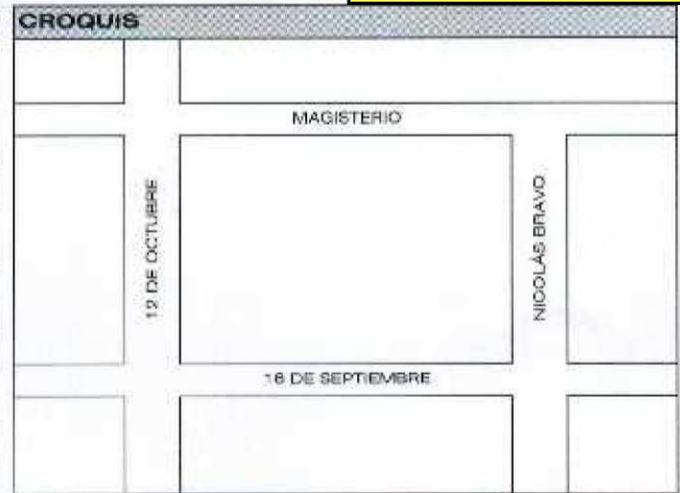 CROQUIS
MAGISTERIO
12 DE OCTUBRE
NICOLÁS BRAVO
16 DE SEPTIEMBRE